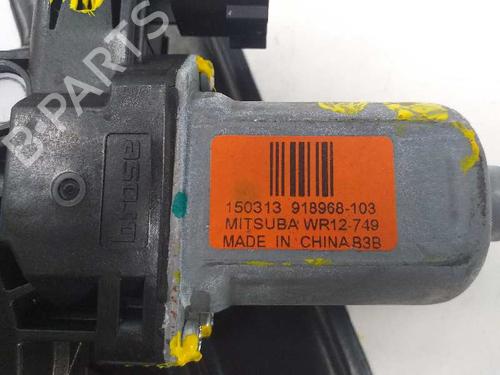 B-PARTS
150313 918968-103
MITSUBA WR12-749
MADE IN CHINA B3B